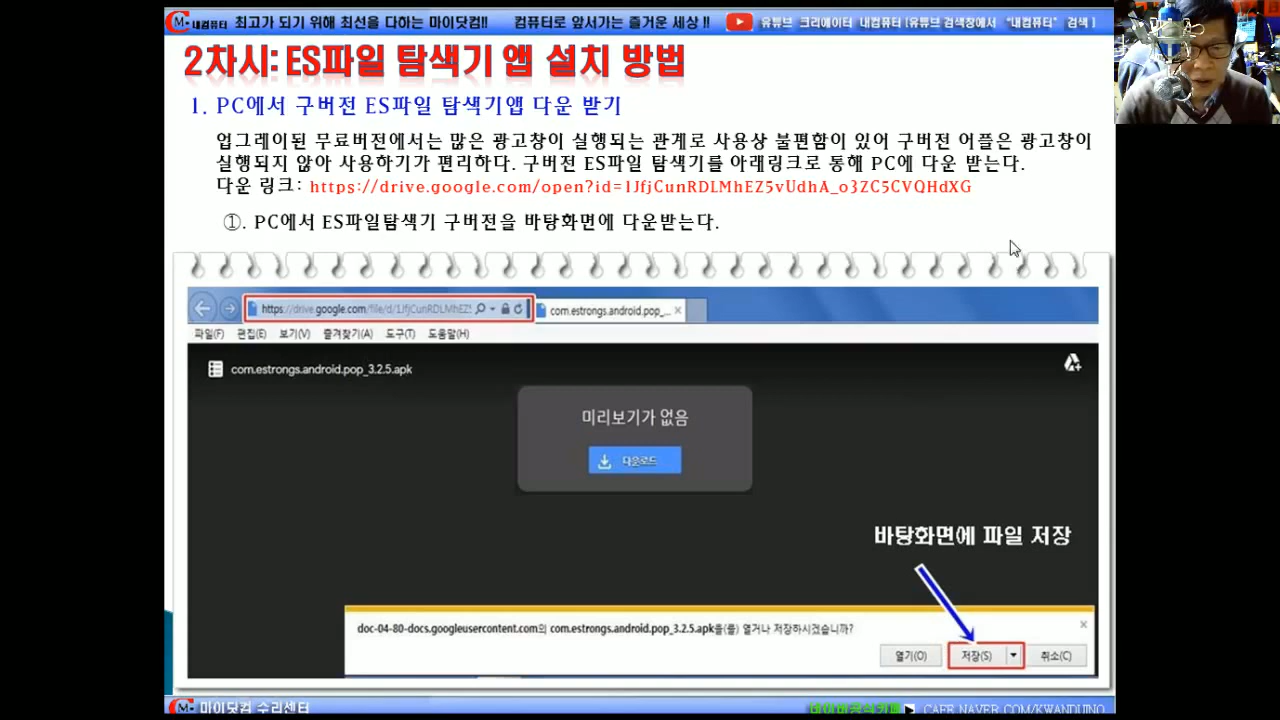 내컴퓨터 최고가 되기 위해 최선을 다하는 마이닷컴!! 컴퓨터로 앞서가는 즐거운 세상 !! 유튜브 크리에이터 내컴퓨터 [유튜브 검색창에서 "내컴퓨터" 검색 ]
2차시: ES파일 탐색기 앱 설치 방법
1. PC에서 구버전 ES파일 탐색기앱 다운 받기
업그레이된 무료버전에서는 많은 광고창이 실행되는 관계로 사용상 불편함이 있어 구버전 어플은 광고창이
실행되지 않아 사용하기가 편리하다. 구버전 ES파일 탐색기를 아래링크로 통해 PC에 다운 받는다.
다운 링크: https://drive.google.com/open?id=1JfjCunRDLMhEZ5vUdhA_o3ZC5CVQHdXG
①. PC에서 ES파일탐색기 구버전을 바탕화면에 다운받는다.
https://drive.google.com/file/d/1JfjCunRDLMhEZ! com.estrongs.android.pop_...
파일(F) 편집(E) 보기(V) 즐겨찾기(A) 도구(T) 도움말(H)
com.estrongs.android.pop_3.2.5.apk
미리보기가 없음
다운로드
바탕화면에 파일 저장
doc-04-80-docs.googleusercontent.com의 com.estrongs.android.pop_3.2.5.apk을(를) 열거나 저장하시겠습니까?
열기(O) 저장(S) 취소(C)
마이닷컴 수리센터 CAFE.NAVER.COM/KWANDUNO